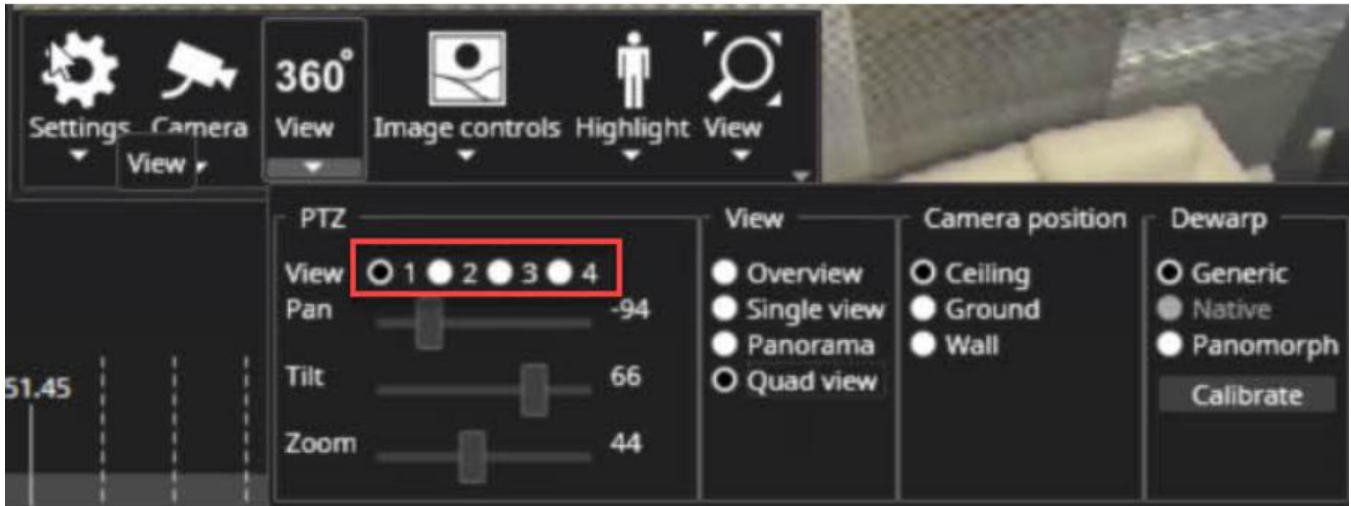 360°
Settings Camera View Image controls Highlight View
View
PTZ View Camera position Dewarp
View 1 2 3 4 Overview Ceiling Generic
Pan -94 Single view Ground Native
Panorama Wall Panomorph
Tilt 66 Quad view
51.45 Calibrate
Zoom 44